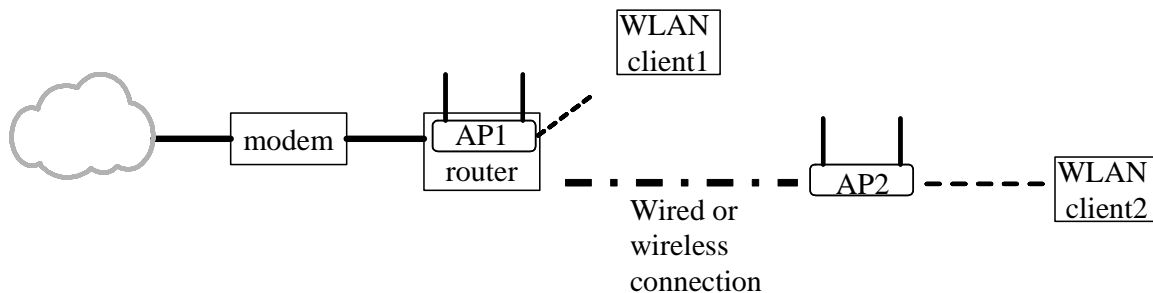 WLAN
client1
modem
AP1
router
AP2
WLAN
client2
Wired or
wireless
connection